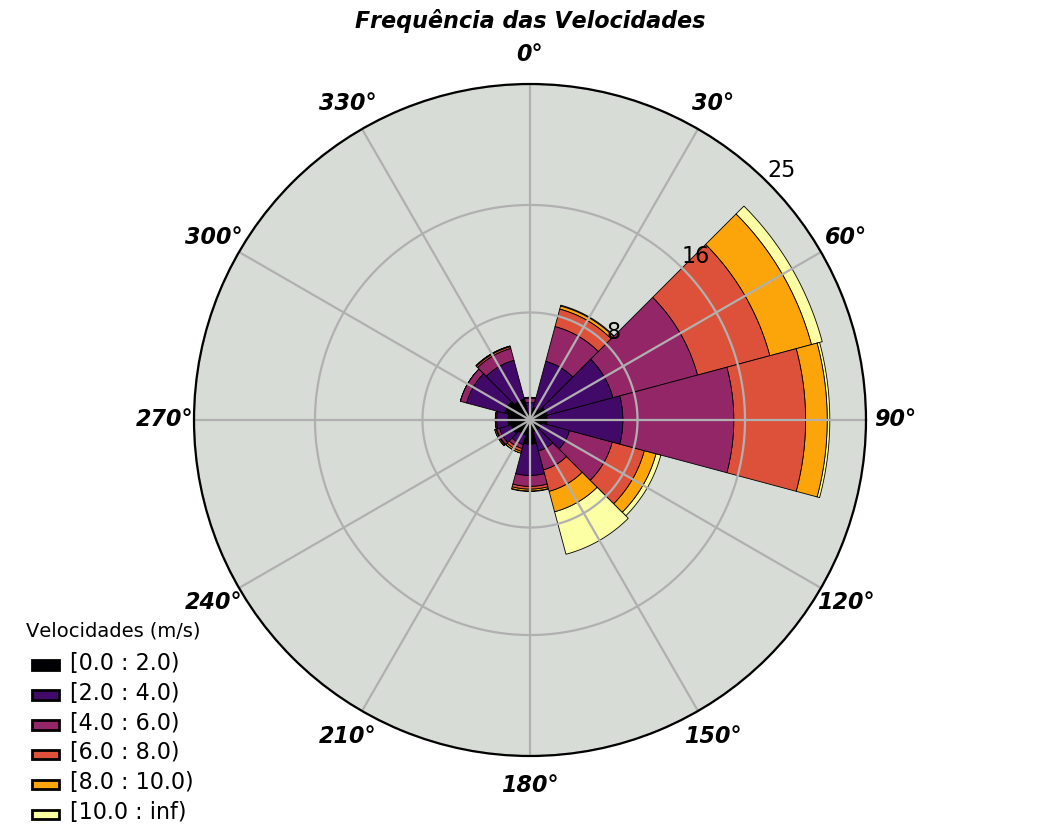 Frequência das Velocidades
0°
330°
30°
25
300°
60°
16
8
270°
90°
240°
120°
210°
150°
180°
Velocidades (m/s)
[0.0 : 2.0)
[2.0 : 4.0)
[4.0 : 6.0)
[6.0 : 8.0)
[8.0 : 10.0)
[10.0 : inf)